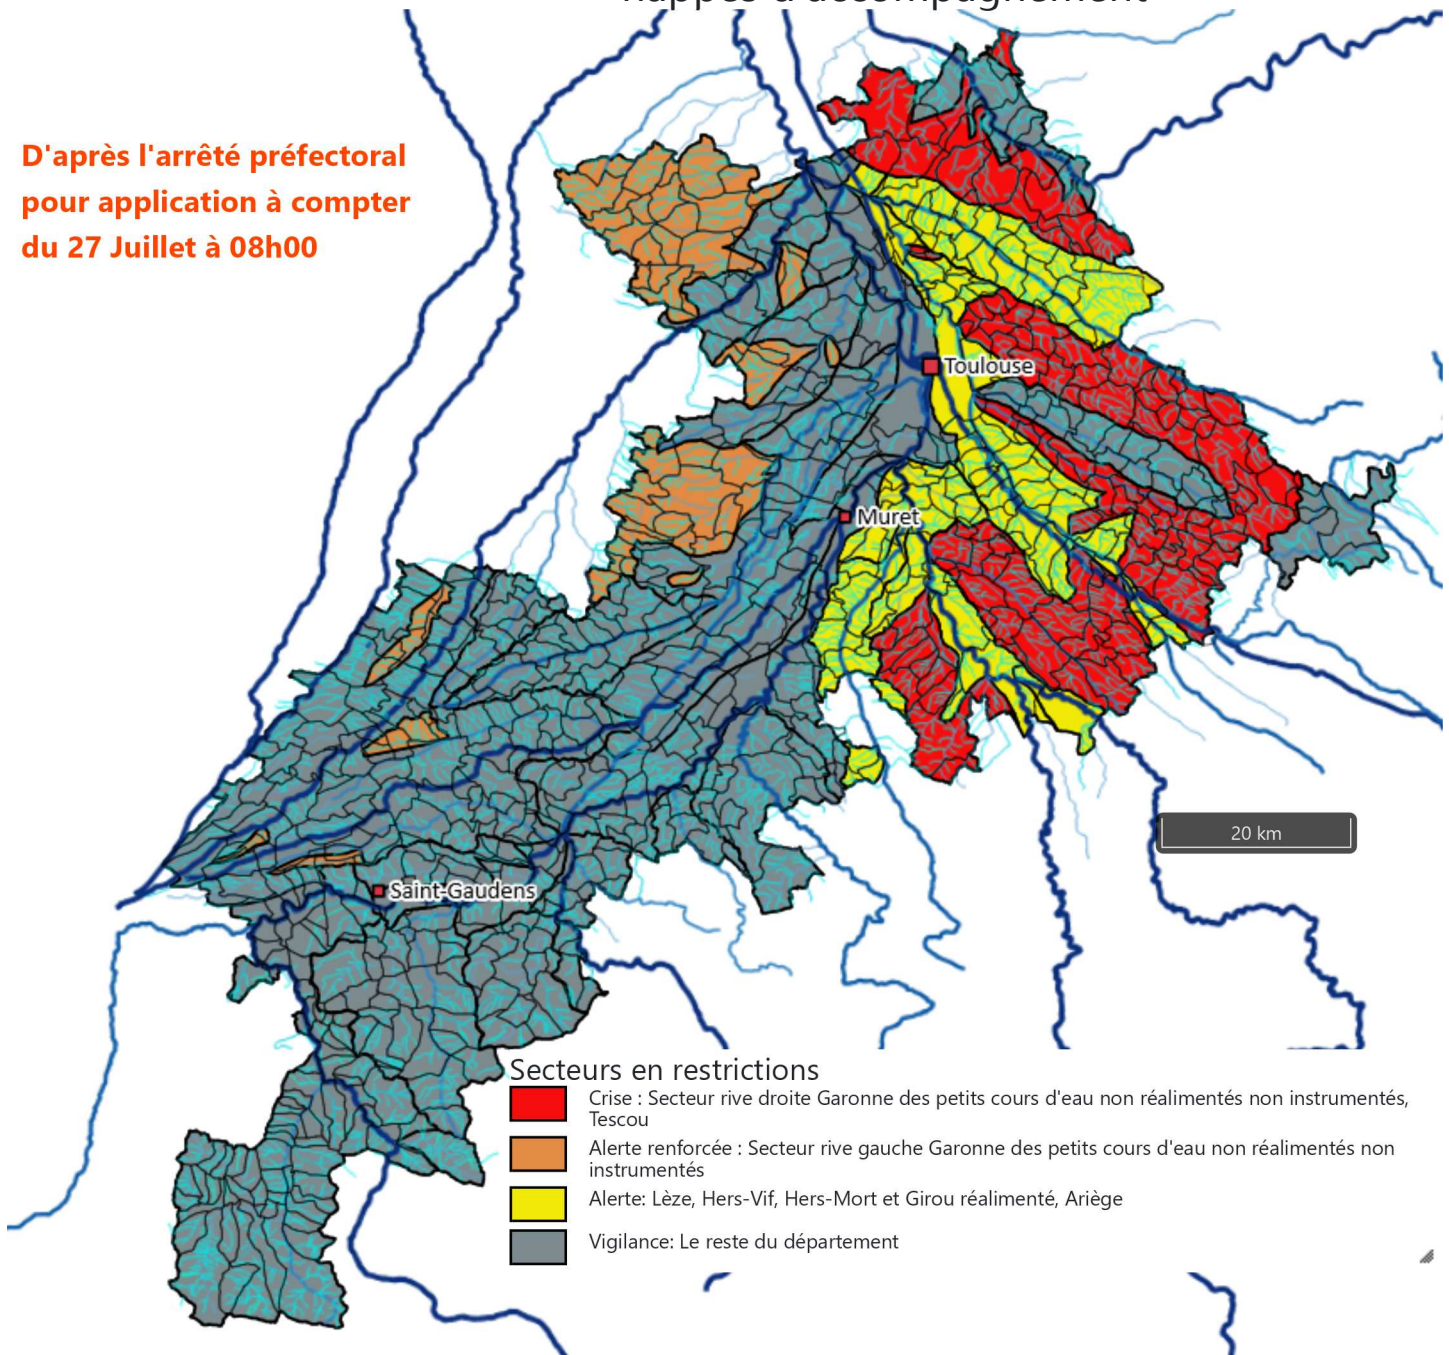 nappes d'accompagnement
D'après l'arrêté préfectoral
pour application à compter
du 27 Juillet à 08h00
Toulouse
Muret
20 km
Saint-Gaudens
Secteurs en restrictions
Crise : Secteur rive droite Garonne des petits cours d'eau non réalimentés non instrumentés,
Tescou
Alerte renforcée : Secteur rive gauche Garonne des petits cours d'eau non réalimentés non
instrumentés
Alerte: Lèze, Hers-Vif, Hers-Mort et Girou réalimenté, Ariège
Vigilance: Le reste du département